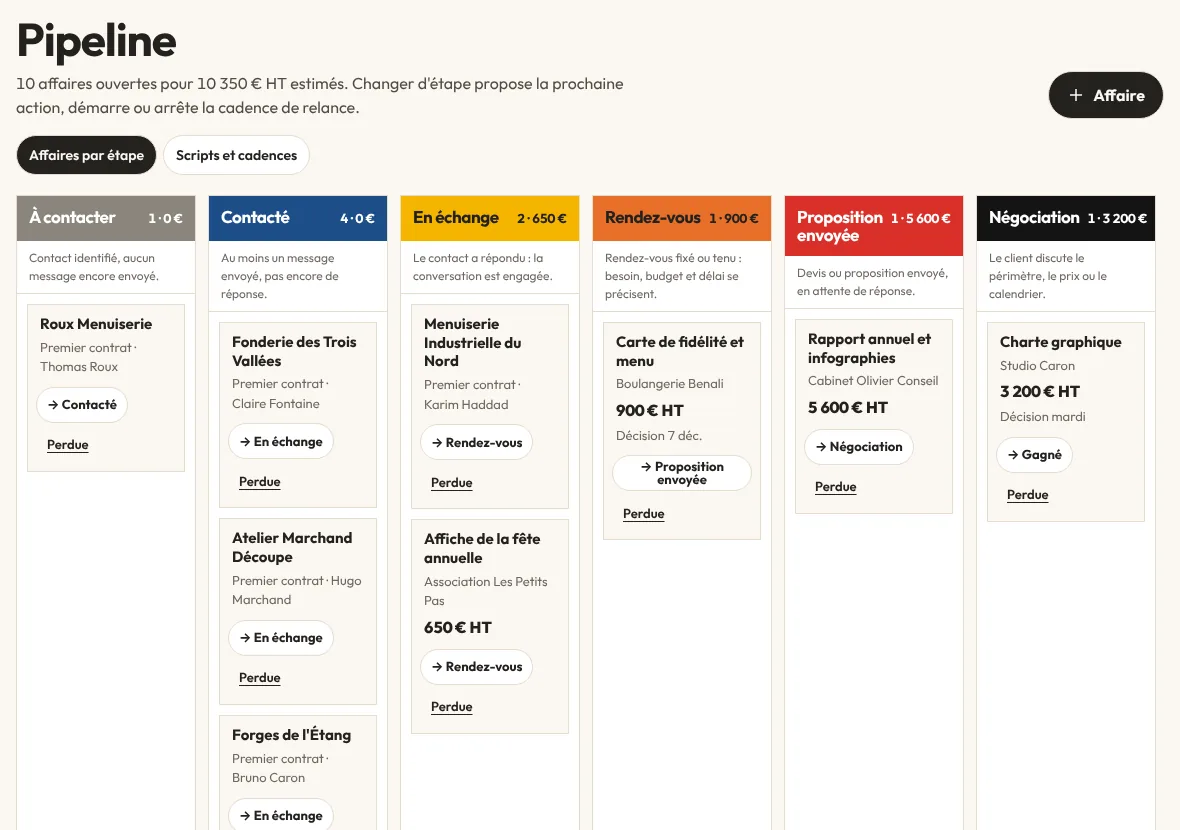 Pipeline
10 affaires ouvertes pour 10 350 € HT estimés. Changer d'étape propose la prochaine
action, démarre ou arrête la cadence de relance.
+ Affaire
Affaires par étape
Scripts et cadences
À contacter 1 · 0 €
Contact identifié, aucun
message encore envoyé.
Roux Menuiserie
Premier contrat ·
Thomas Roux
→ Contacté
Perdue
Contacté 4 · 0 €
Au moins un message
envoyé, pas encore de
réponse.
Fonderie des Trois
Vallées
Premier contrat ·
Claire Fontaine
→ En échange
Perdue
Atelier Marchand
Découpe
Premier contrat · Hugo
Marchand
→ En échange
Perdue
Forges de l'Étang
Premier contrat ·
Bruno Caron
→ En échange
En échange 2 · 650 €
Le contact a répondu : la
conversation est engagée.
Menuiserie
Industrielle du
Nord
Premier contrat ·
Karim Haddad
→ Rendez-vous
Perdue
Affiche de la fête
annuelle
Association Les Petits
Pas
650 € HT
→ Rendez-vous
Perdue
Rendez-vous 1 · 900 €
Rendez-vous fixé ou tenu :
besoin, budget et délai se
précisent.
Carte de fidélité et
menu
Boulangerie Benali
900 € HT
Décision 7 déc.
→ Proposition
envoyée
Perdue
Proposition 1 · 5 600 €
envoyée
Devis ou proposition envoyé,
en attente de réponse.
Rapport annuel et
infographies
Cabinet Olivier Conseil
5 600 € HT
→ Négociation
Perdue
Négociation 1 · 3 200 €
Le client discute le
périmètre, le prix ou le
calendrier.
Charte graphique
Studio Caron
3 200 € HT
Décision mardi
→ Gagné
Perdue